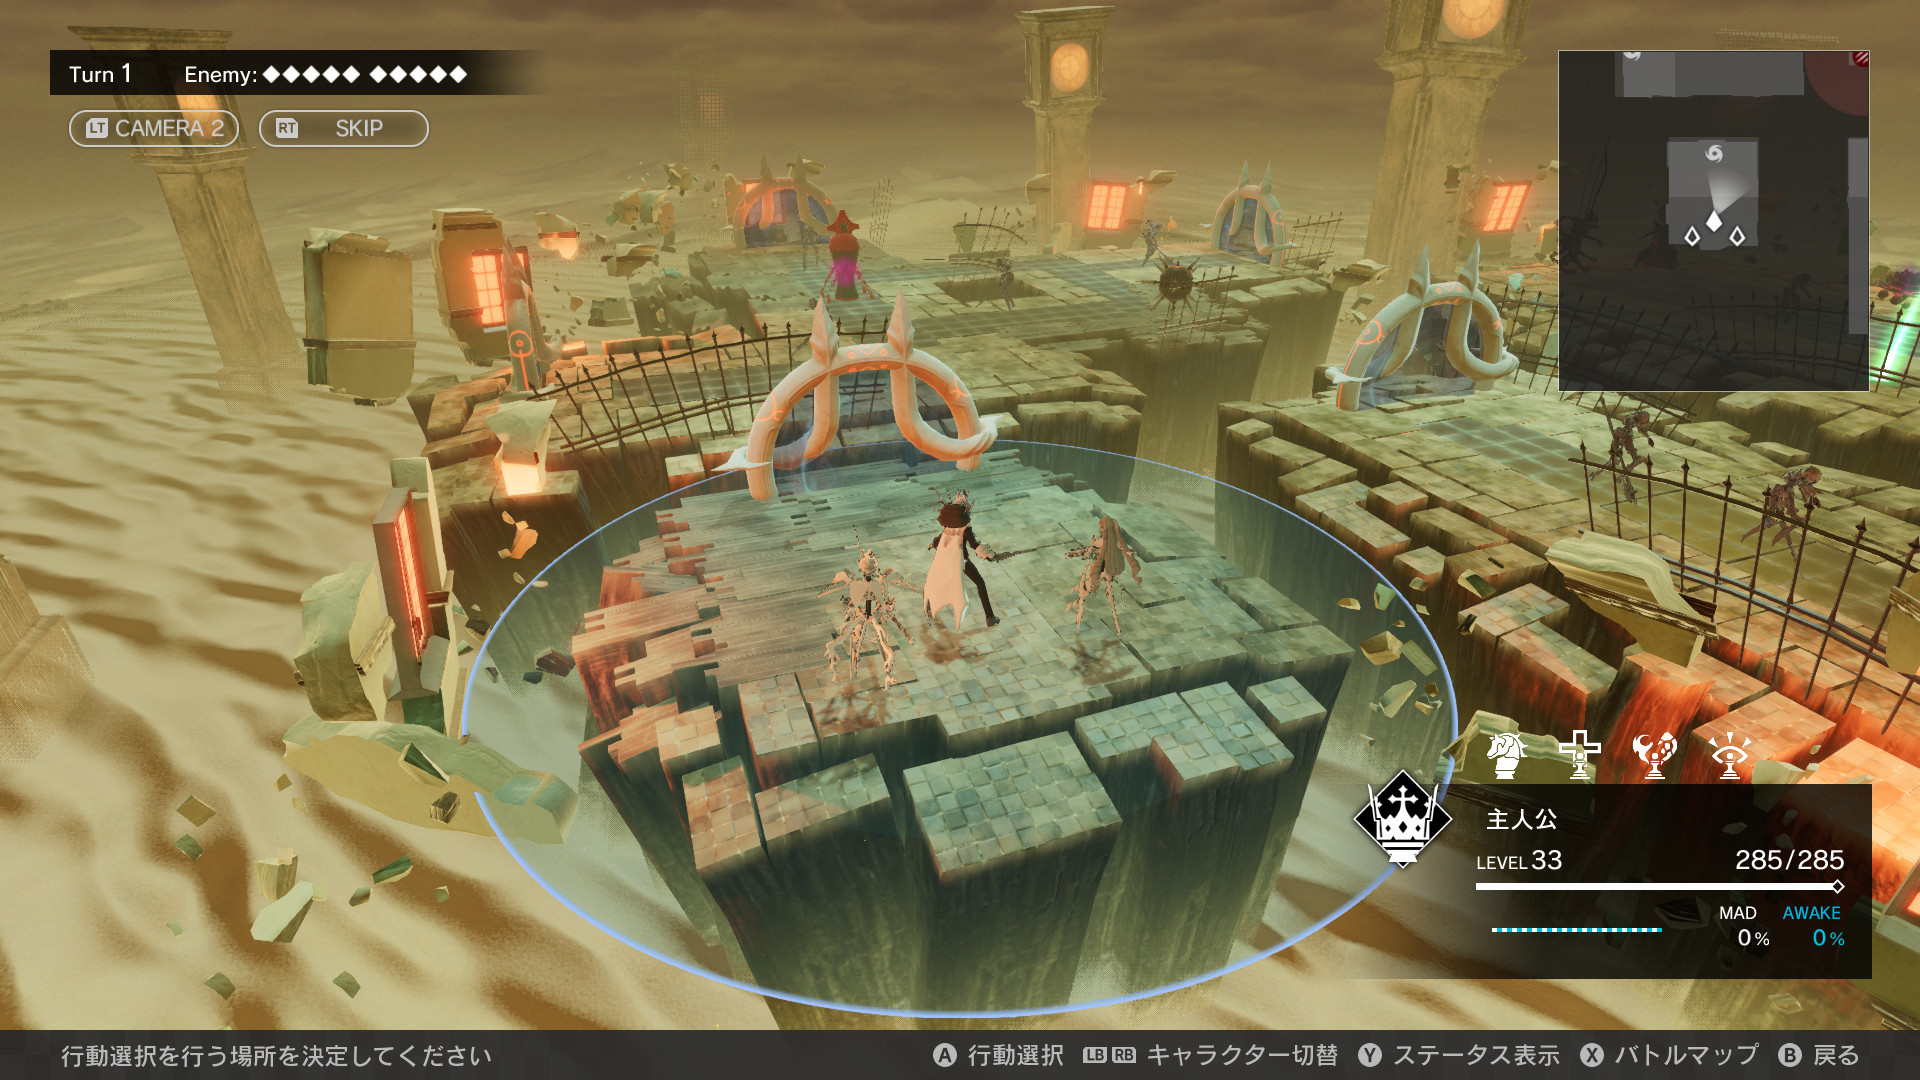 Turn 1 Enemy:
LT CAMERA 2 RT SKIP
主人公
LEVEL 33 285/285
MAD AWAKE
0% 0%
行動選択を行う場所を決定してください A 行動選択 LB RB キャラクター切替 Y ステータス表示 X バトルマップ B 戻る